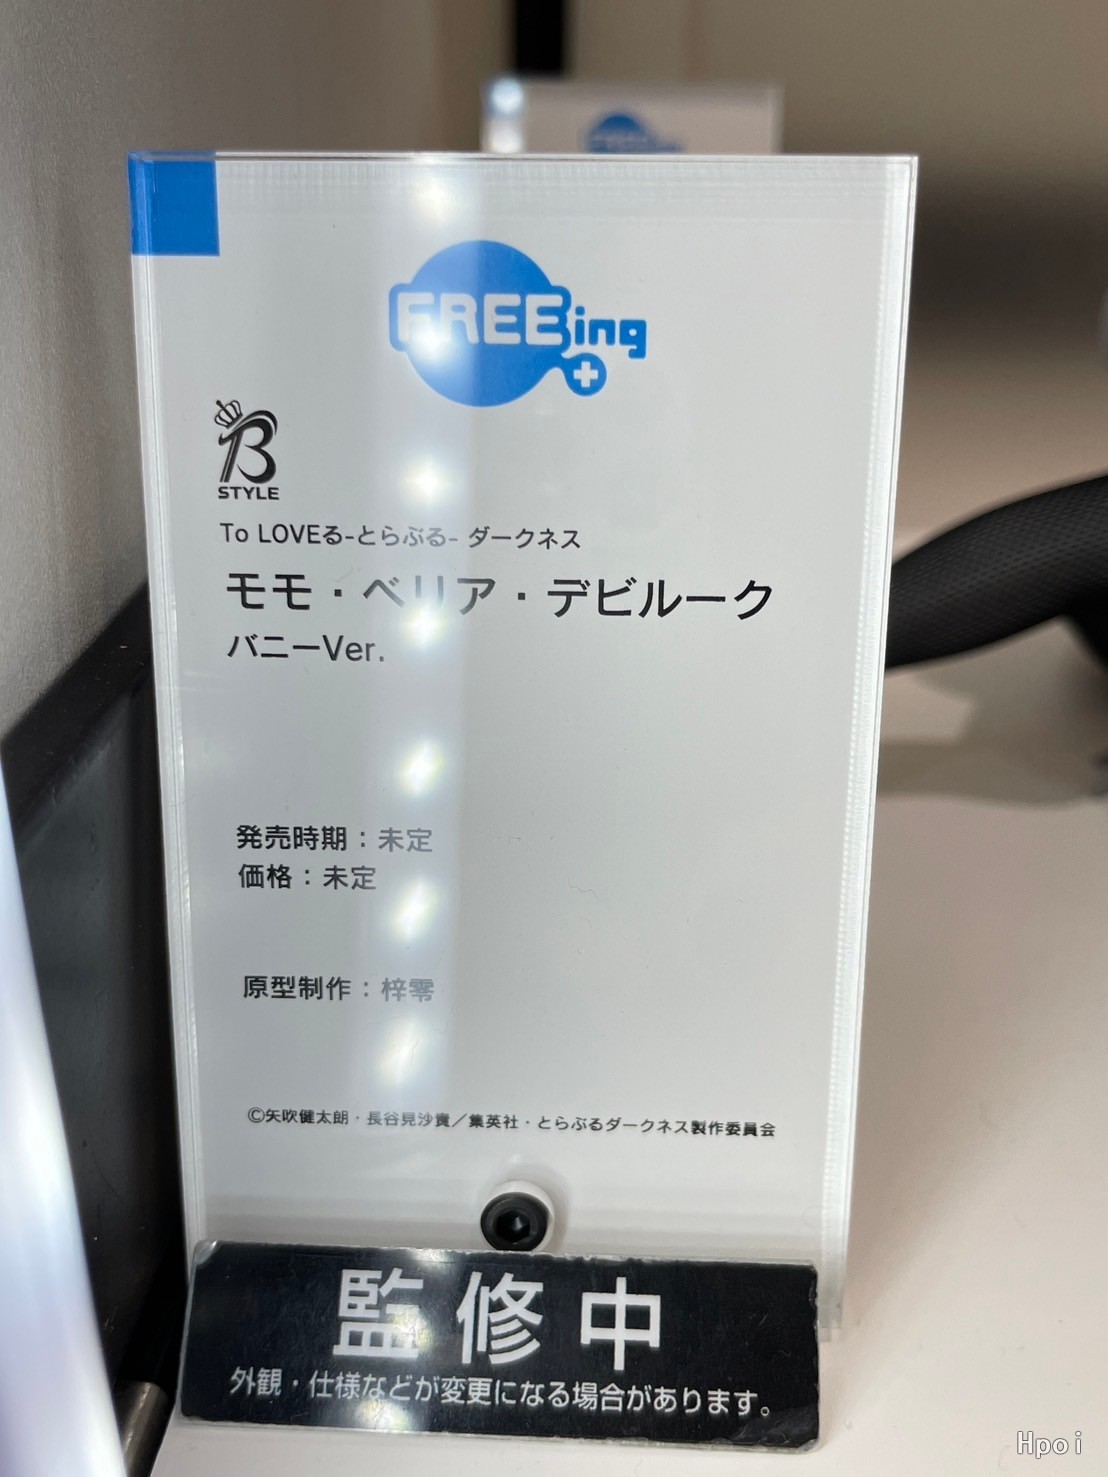 FREEing
B
STYLE
To LOVEる-とらぶる- ダークネス
モモ・ベリア・デビルーク
バニーVer.
発売時期：未定
価格：未定
原型制作：梓零
©矢吹健太朗・長谷見沙貴／集英社・とらぶるダークネス製作委員会
監修中
外観・仕様などが変更になる場合があります。
Hpoi